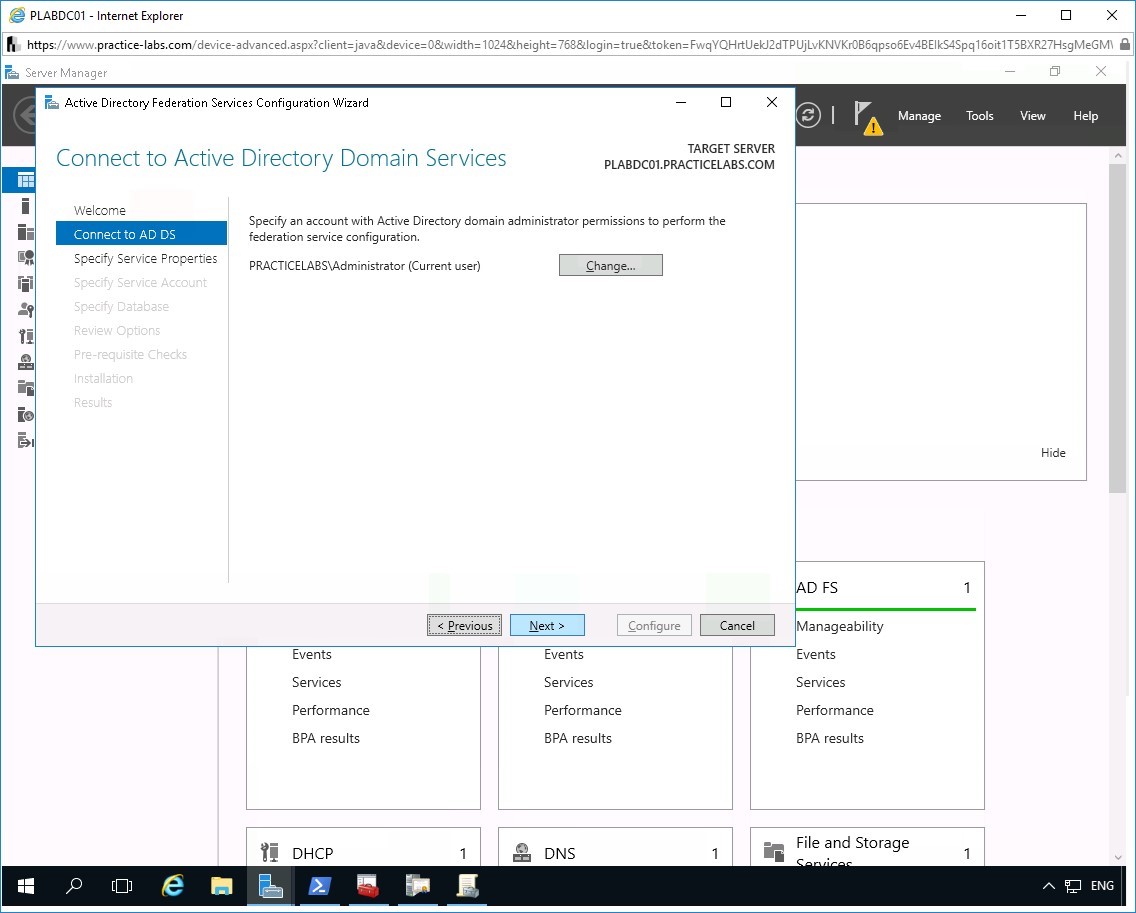 PLABDC01 - Internet Explorer
https://www.practice-labs.com/device-advanced.aspx?client=java&device=0&width=1024&height=768&login=true&token=FwqYQHrtUekJ2dTPUjLvKNVKr0B6qpso6Ev4BElkS4Spq16oit1T5BXR27HsgMeGM
Server Manager
Active Directory Federation Services Configuration Wizard
Manage
Tools
View
Help
Connect to Active Directory Domain Services
TARGET SERVER
PLABDC01.PRACTICELABS.COM
Welcome
Connect to AD DS
Specify Service Properties
Specify Service Account
Specify Database
Review Options
Pre-requisite Checks
Installation
Results
Specify an account with Active Directory domain administrator permissions to perform the
federation service configuration.
PRACTICELABS\Administrator (Current user)
Change...
Hide
< Previous
Next >
Configure
Cancel
AD FS 1
Manageability
Events
Services
Performance
BPA results
Events
Services
Performance
BPA results
Events
Services
Performance
BPA results
DHCP 1
DNS 1
File and Storage
Services
1
ENG